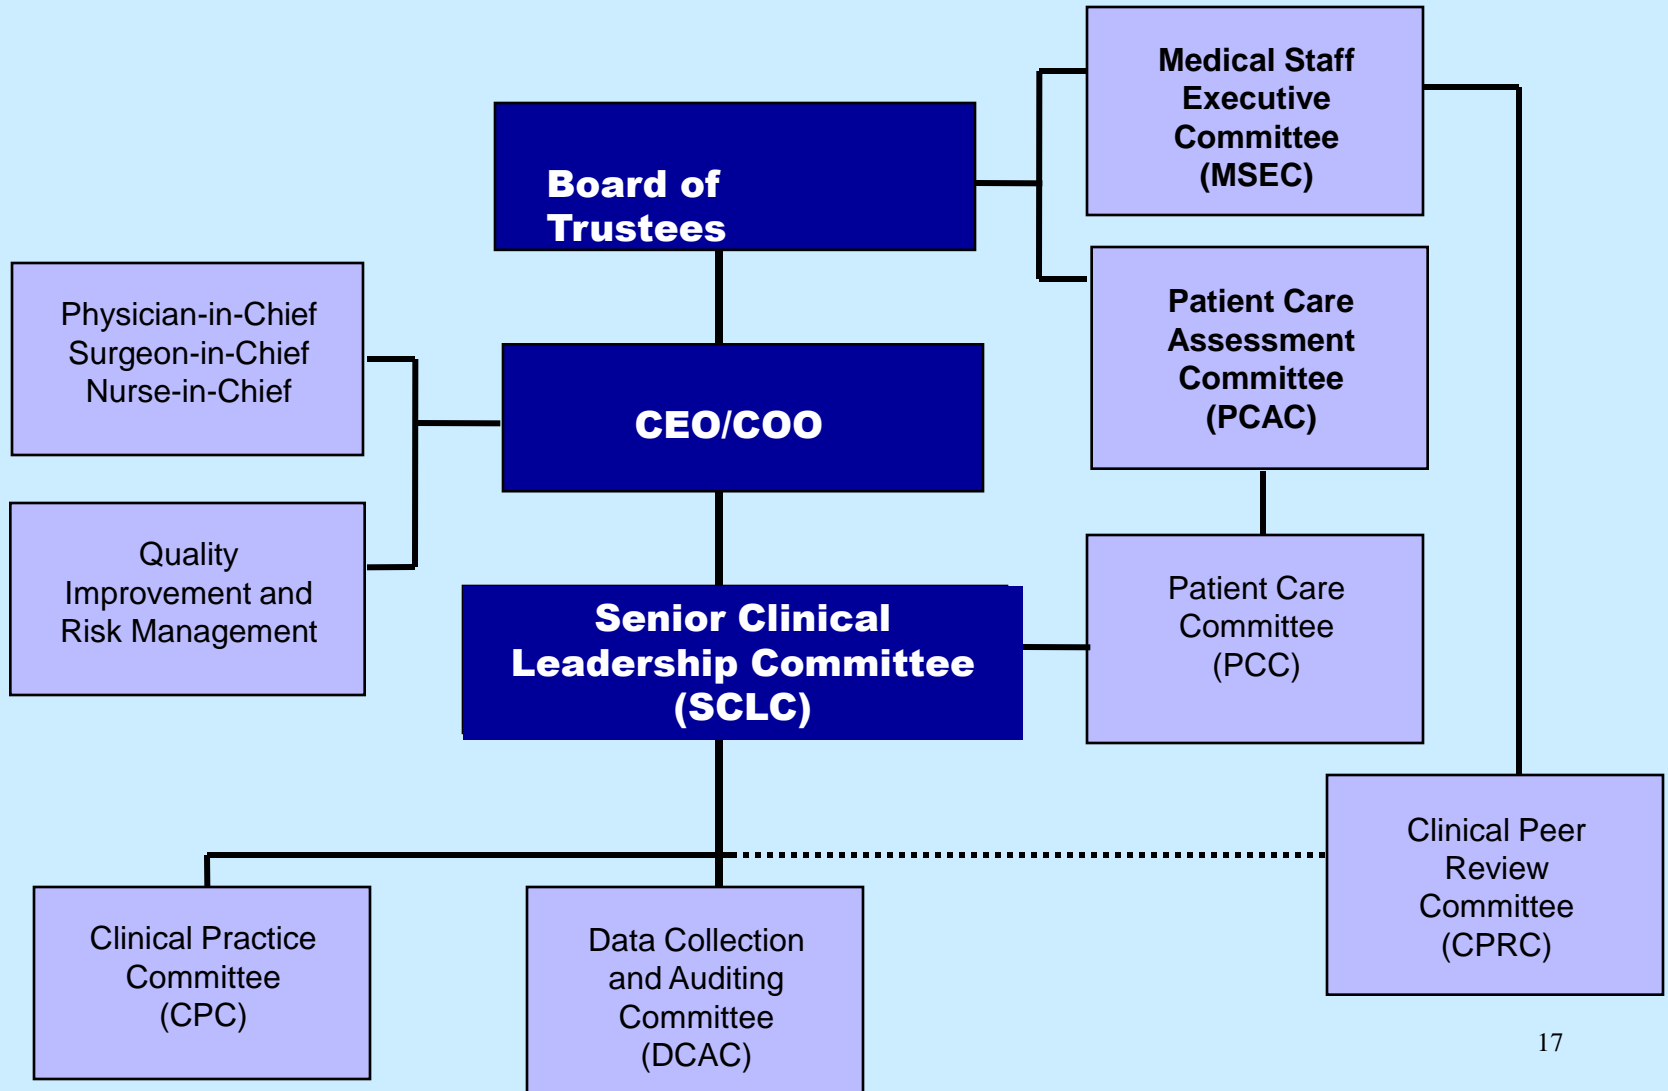 Medical Staff
Executive
Committee
(MSEC)
Board of
Trustees
Physician-in-Chief
Surgeon-in-Chief
Nurse-in-Chief
Patient Care
Assessment
Committee
(PCAC)
CEO/COO
Quality
Improvement and
Risk Management
Senior Clinical
Leadership Committee
(SCLC)
Patient Care
Committee
(PCC)
Clinical Peer
Review
Committee
(CPRC)
Clinical Practice
Committee
(CPC)
Data Collection
and Auditing
Committee
(DCAC)
17